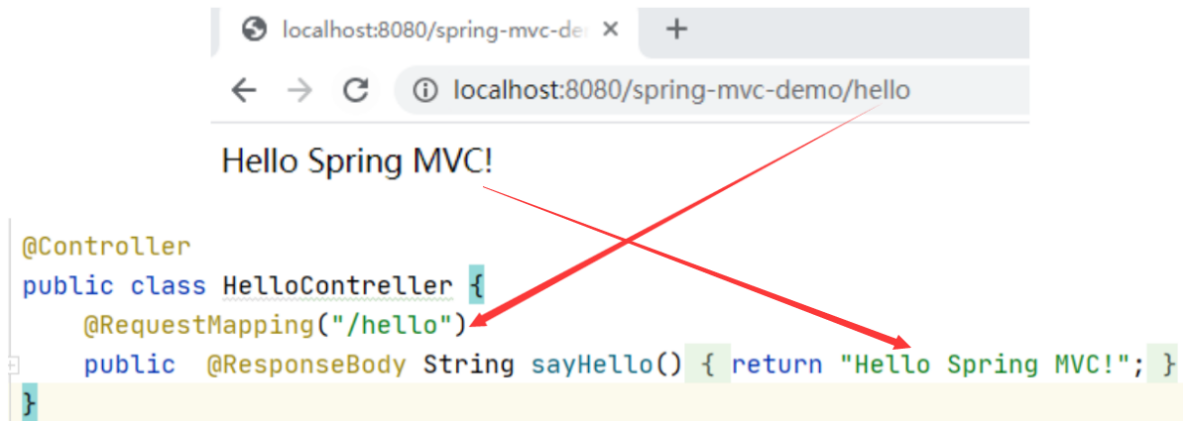 localhost:8080/spring-mvc-de
localhost:8080/spring-mvc-demo/hello
Hello Spring MVC!
@Controller
public class HelloContreller {
@RequestMapping("/hello")
public @ResponseBody String sayHello() { return "Hello Spring MVC!"; }
}